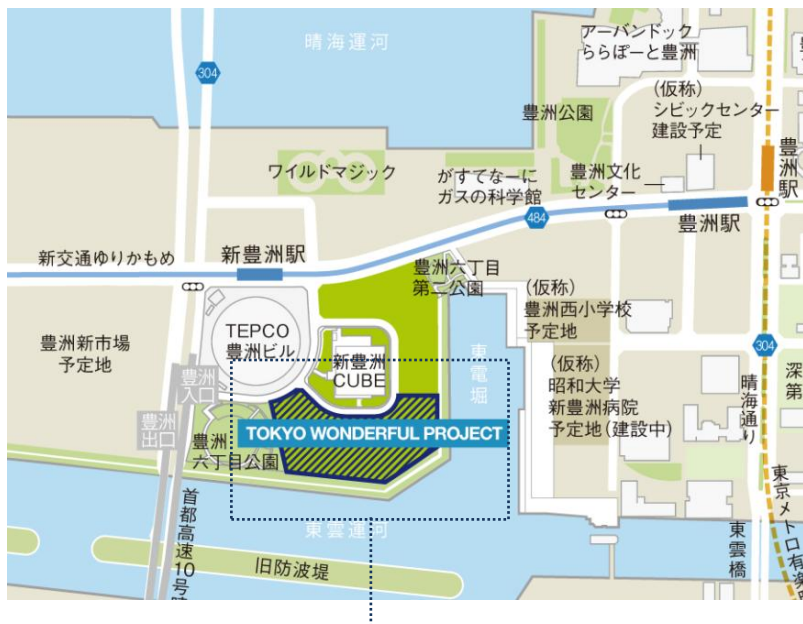 晴海運河
304
アーバンドック
ららぽーと豊洲
(仮称)
シビックセンター
建設予定
豊洲公園
ワイルドマジック
がすてなーに
ガスの科学館
豊洲文化
センター
豊洲駅
484
豊洲駅
新交通ゆりかもめ
新豊洲駅
豊洲六丁目
第二公園
(仮称)
豊洲西小学校
予定地
TEPCO
豊洲ビル
豊洲新市場
予定地
新豊洲
CUBE
東電堀
304
(仮称)
昭和大学
新豊洲病院
予定地(建設中)
晴海通り
深
第
豊洲
入口
豊洲
出口
豊洲
六丁目公園
TOKYO WONDERFUL PROJECT
首都高速10号
東雲運河
旧防波堤
東雲橋
東京メトロ有楽